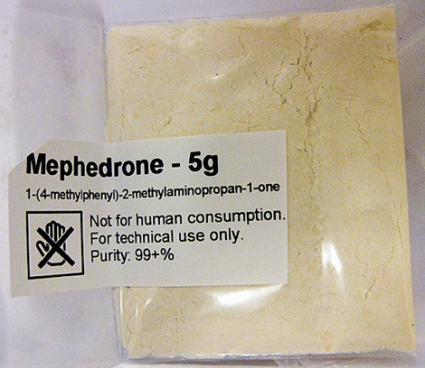 Mephedrone - 5g
1-(4-methylphenyl)-2-methylaminopropan-1-one
Not for human consumption.
For technical use only.
Purity: 99+%